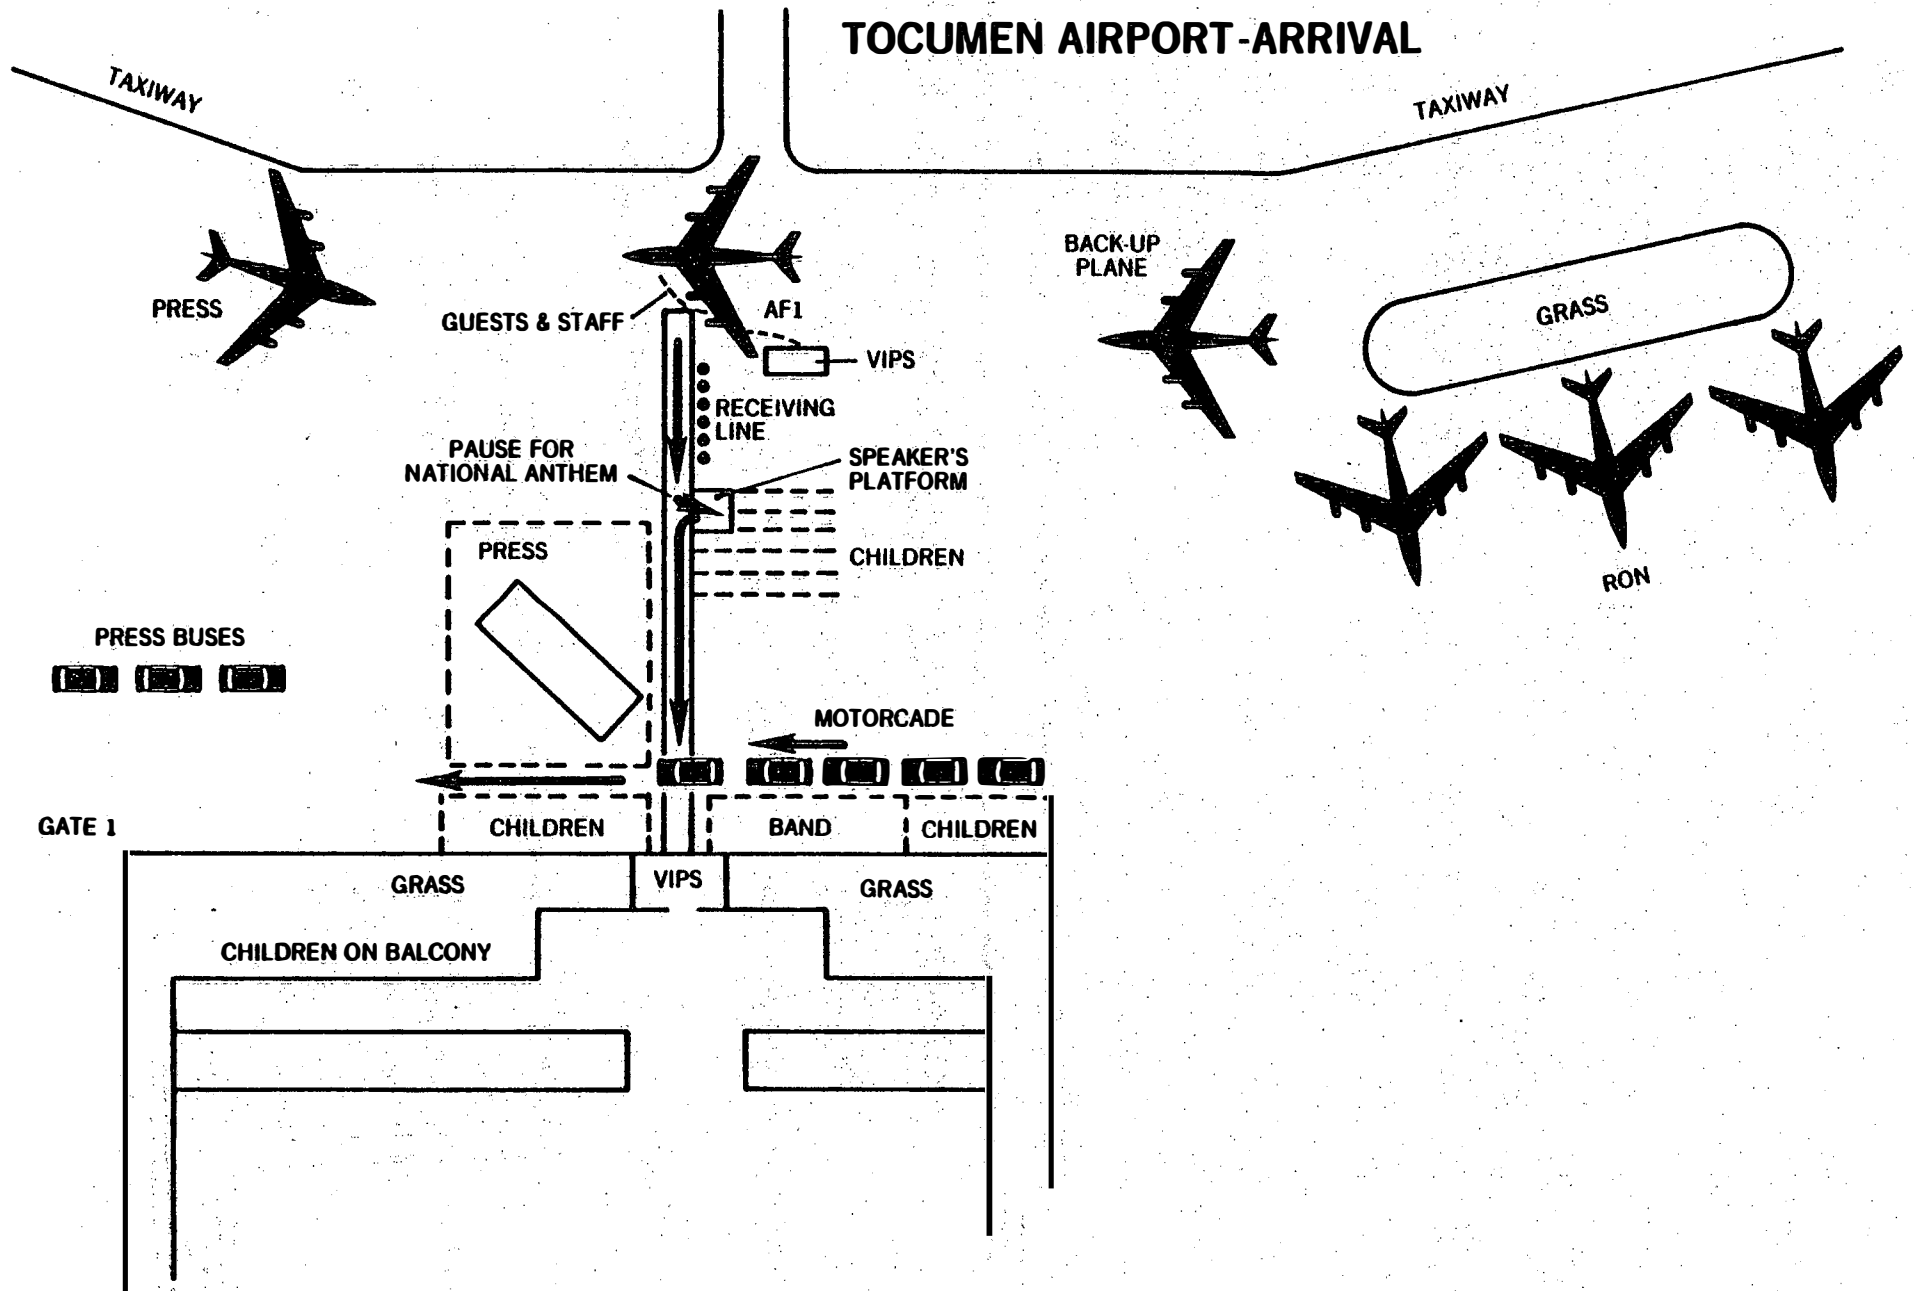 TOCUMEN AIRPORT-ARRIVAL
TAXIWAY
TAXIWAY
BACK-UP
PLANE
PRESS
GUESTS & STAFF
AF1
GRASS
VIPS
RECEIVING
LINE
PAUSE FOR
NATIONAL ANTHEM
SPEAKER'S
PLATFORM
PRESS
CHILDREN
RON
PRESS BUSES
MOTORCADE
GATE 1
CHILDREN
BAND
CHILDREN
GRASS
VIPS
GRASS
CHILDREN ON BALCONY